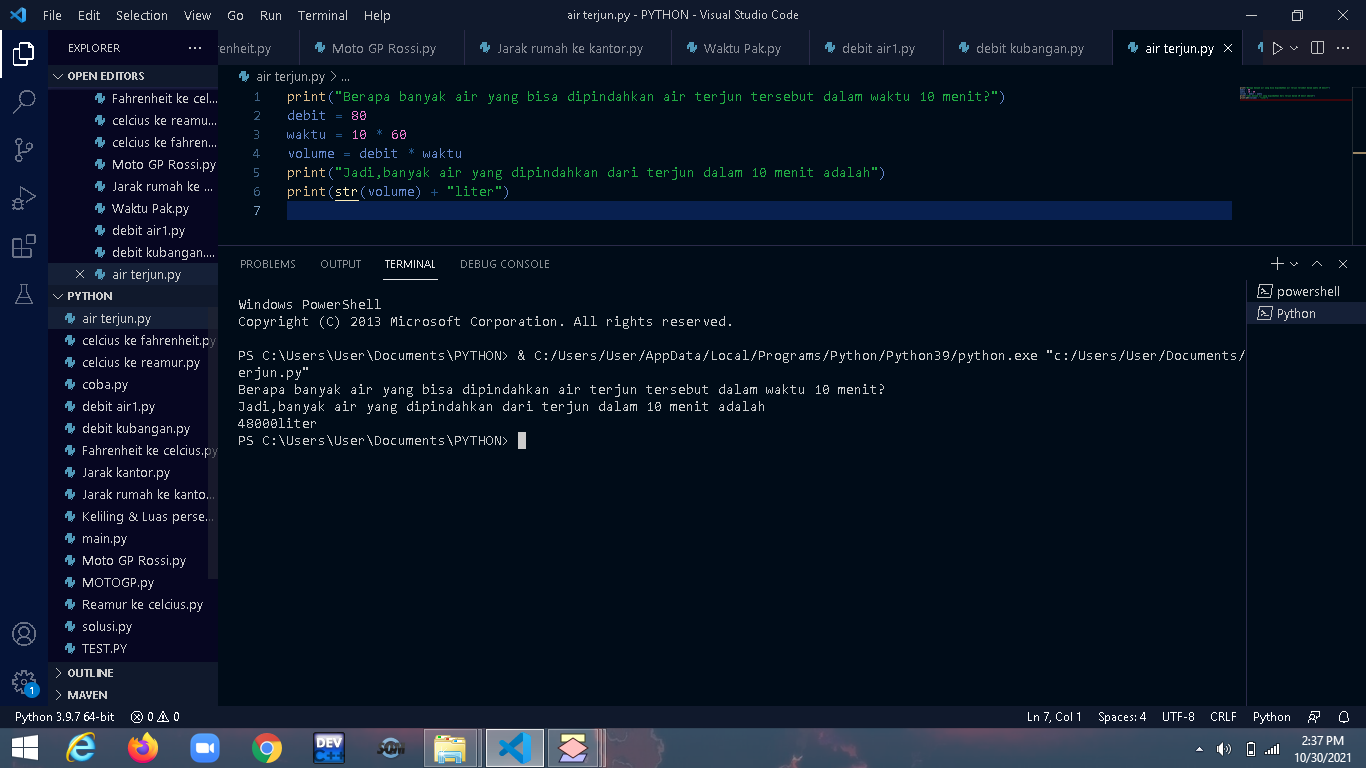 File Edit Selection View Go Run Terminal Help air terjun.py - PYTHON - Visual Studio Code
EXPLORER ...
enheit.py Moto GP Rossi.py Jarak rumah ke kantor.py Waktu Pak.py debit air1.py debit kubangan.py air terjun.py
OPEN EDITORS
Fahrenheit ke cel...
celcius ke reamu...
celcius ke fahren...
Moto GP Rossi.py
Jarak rumah ke ...
Waktu Pak.py
debit air1.py
debit kubangan....
air terjun.py
PYTHON
air terjun.py
celcius ke fahrenheit.py
celcius ke reamur.py
coba.py
debit air1.py
debit kubangan.py
Fahrenheit ke celcius.py
Jarak kantor.py
Jarak rumah ke kanto...
Keliling & Luas perse...
main.py
Moto GP Rossi.py
MOTOGP.py
Reamur ke celcius.py
solusi.py
TEST.PY
OUTLINE
MAVEN
air terjun.py > ...
1 print("Berapa banyak air yang bisa dipindahkan air terjun tersebut dalam waktu 10 menit?")
2 debit = 80
3 waktu = 10 * 60
4 volume = debit * waktu
5 print("Jadi,banyak air yang dipindahkan dari terjun dalam 10 menit adalah")
6 print(str(volume) + "liter")
7
PROBLEMS OUTPUT TERMINAL DEBUG CONSOLE
Windows PowerShell
Copyright (C) 2013 Microsoft Corporation. All rights reserved.
PS C:\Users\User\Documents\PYTHON> & C:/Users/User/AppData/Local/Programs/Python/Python39/python.exe "c:/Users/User/Documents/
erjun.py"
Berapa banyak air yang bisa dipindahkan air terjun tersebut dalam waktu 10 menit?
Jadi,banyak air yang dipindahkan dari terjun dalam 10 menit adalah
48000liter
PS C:\Users\User\Documents\PYTHON>
powershell
Python
1
Python 3.9.7 64-bit 0 0 Ln 7, Col 1 Spaces: 4 UTF-8 CRLF Python
DEV C++
2:37 PM
10/30/2021